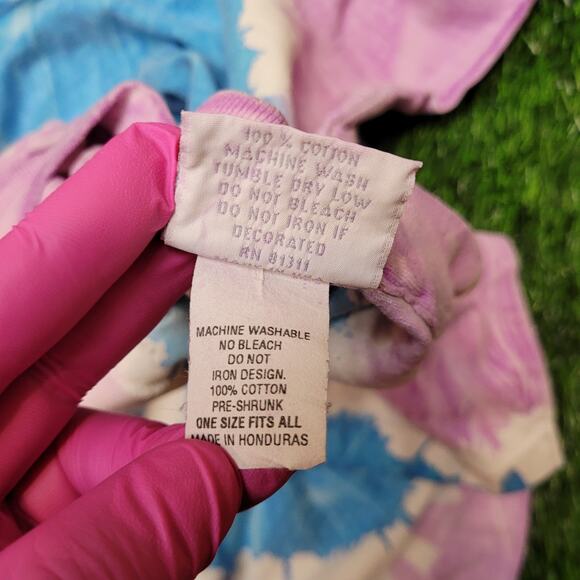 100 % COTTON
MACHINE WASH
TUMBLE DRY LOW
DO NOT BLEACH
DO NOT IRON IF
DECORATED
RN 81311
MACHINE WASHABLE
NO BLEACH
DO NOT
IRON DESIGN.
100% COTTON
PRE-SHRUNK
ONE SIZE FITS ALL
MADE IN HONDURAS